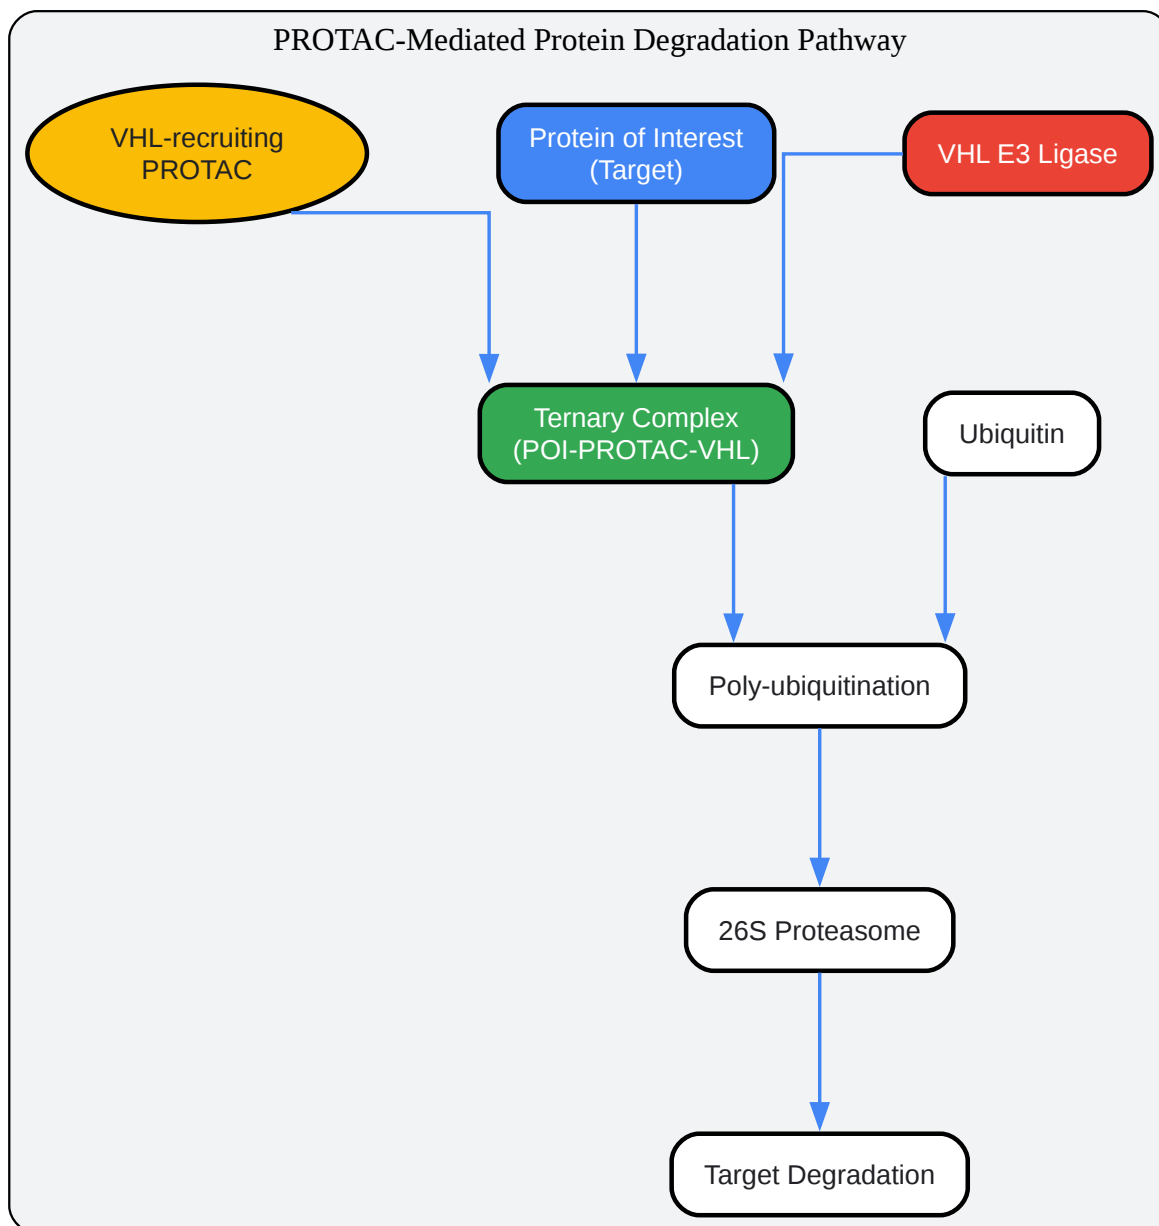 PROTAC-Mediated Protein Degradation Pathway
VHL-recruiting
PROTAC
Protein of Interest
(Target)
VHL E3 Ligase
Ternary Complex
(POI-PROTAC-VHL)
Ubiquitin
Poly-ubiquitination
26S Proteasome
Target Degradation